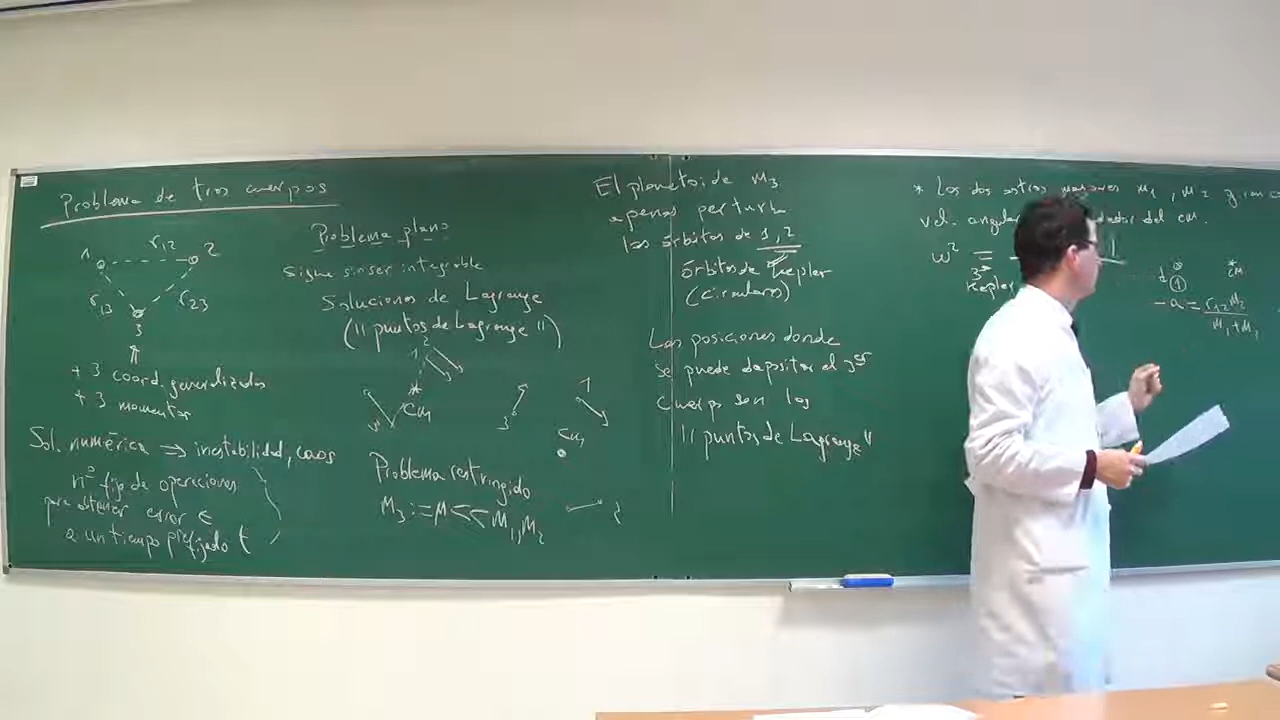 Problema de tres cuerpos
1 r12 2
r13 r23
3
+ 3 coord. generalizadas
+ 3 momentos
Sol. numérica ⇒ inestabilidad, caos
nº fijo de operaciones
para obtener error ε
a un tiempo prefijado t
Problema plano
Sigue sin ser integrable
Soluciones de Lagrange
("puntos de Lagrange")
2
1
* CM
3
1
Problema restringido
M3 := μ << M1, M2
2
El planetoide M3
apenas perturba
las órbitas de 1, 2
órbitas de Kepler
(circulares)
Las posiciones donde
se puede depositar el 3er
cuerpo son los
"puntos de Lagrange"
* Los dos astros mayores M1, M2 giran c
vel. angular del CM.
ω² =
3ª
Kepler
1
d ① * CM
-a = r12 M2
M1+M2